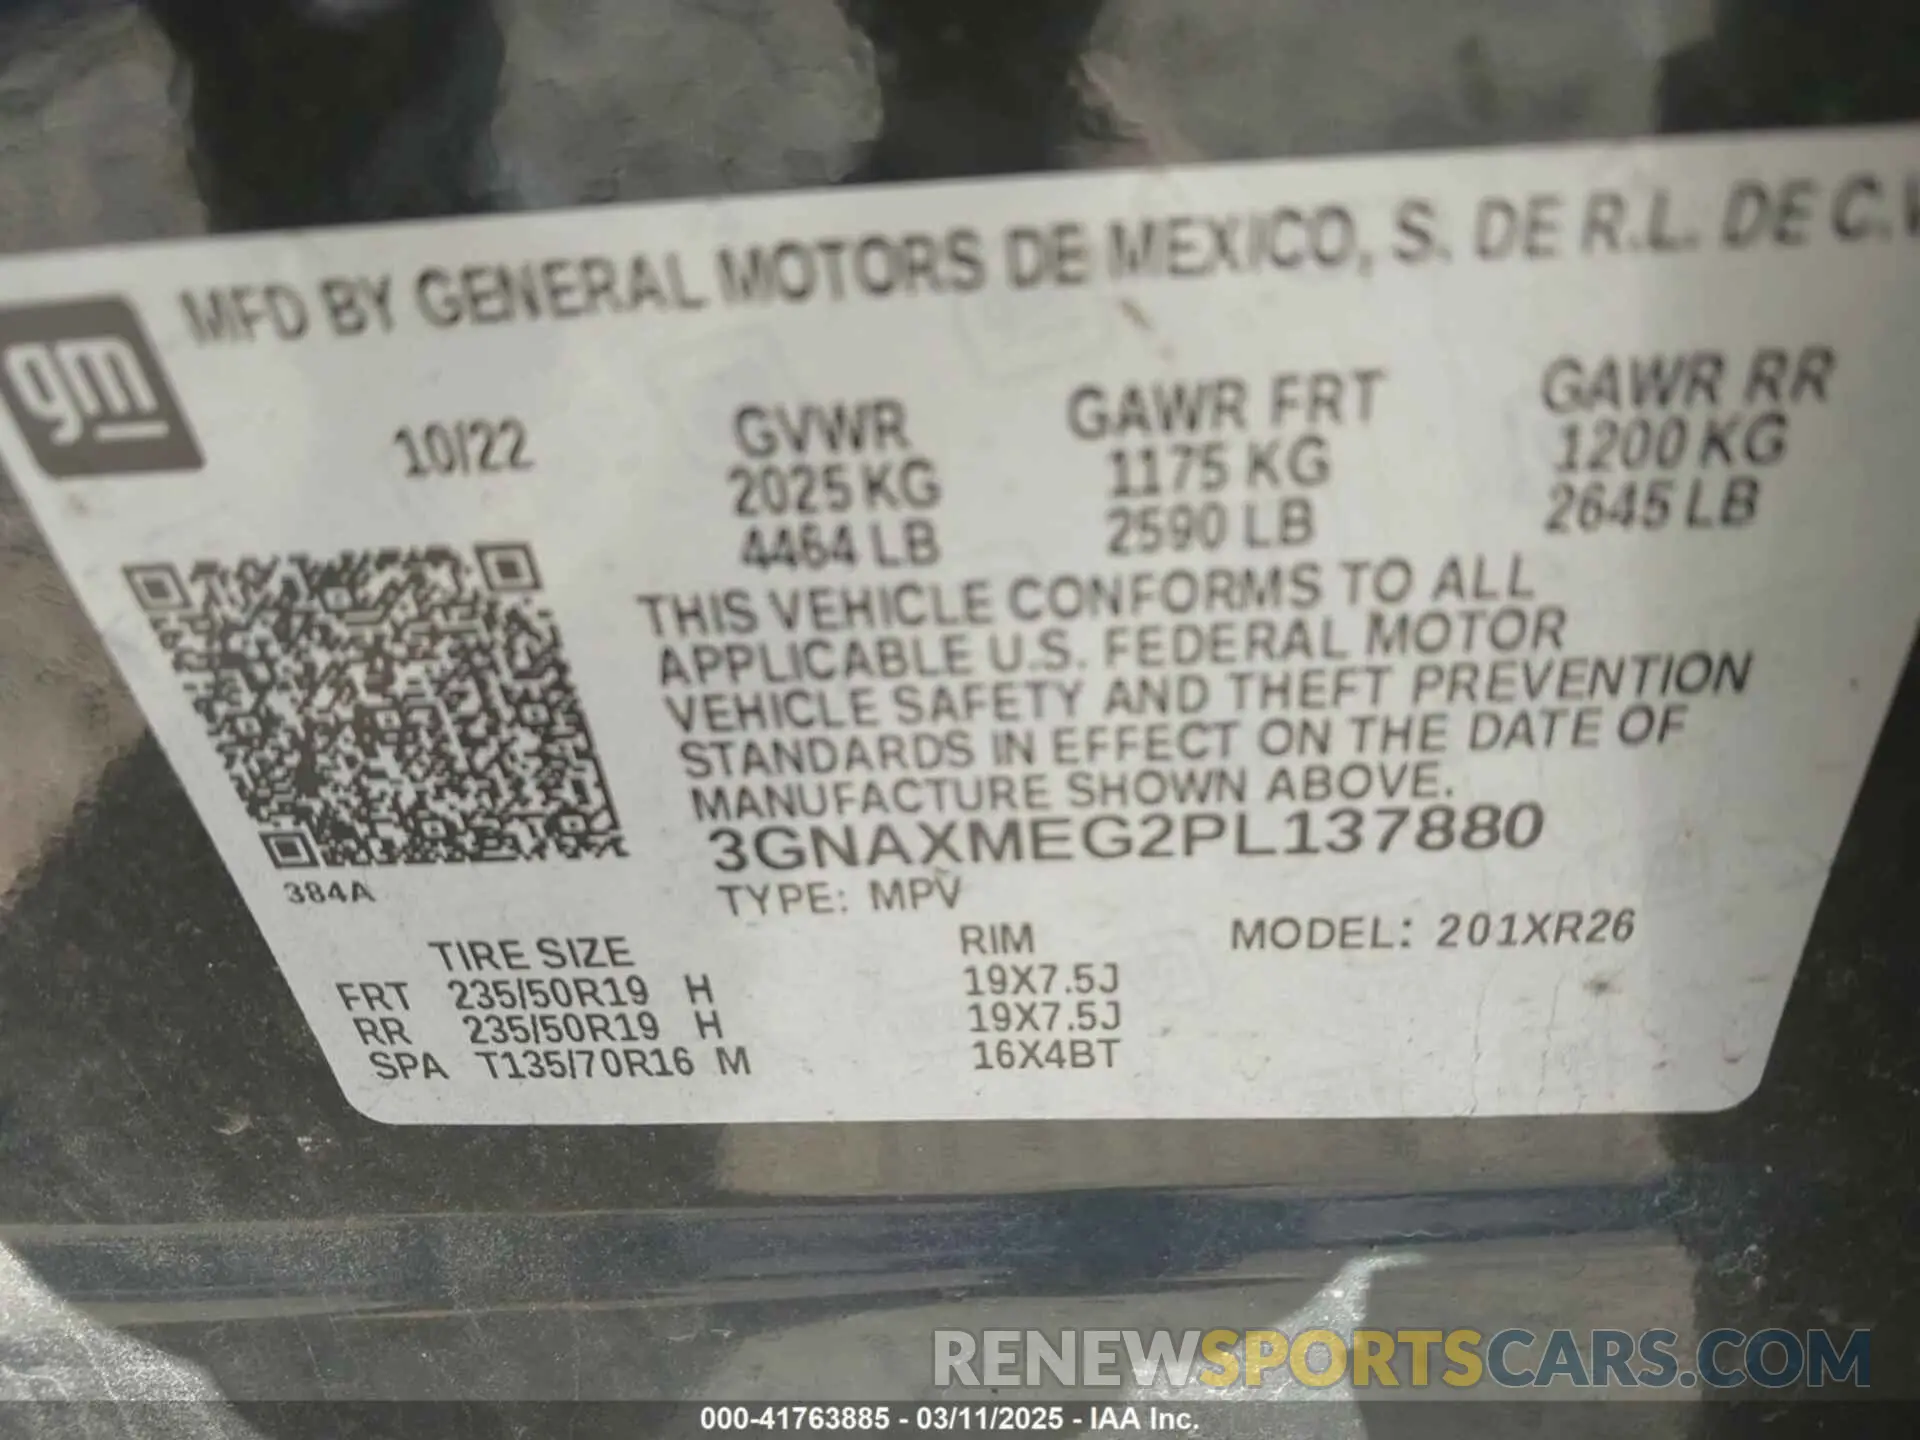 MFD BY GENERAL MOTORS DE MEXICO, S. DE R.L. DE C.V
gm
10/22
GVWR GAWR FRT GAWR RR
2025 KG 1175 KG 1200 KG
4464 LB 2590 LB 2645 LB
THIS VEHICLE CONFORMS TO ALL
APPLICABLE U.S. FEDERAL MOTOR
VEHICLE SAFETY AND THEFT PREVENTION
STANDARDS IN EFFECT ON THE DATE OF
MANUFACTURE SHOWN ABOVE.
3GNAXMEG2PL137880
384A
TYPE: MPV
MODEL: 201XR26
TIRE SIZE RIM
FRT 235/50R19 H 19X7.5J
RR 235/50R19 H 19X7.5J
SPA T135/70R16 M 16X4BT
RENEWSPORTSCARS.COM
000-41763885 - 03/11/2025 - IAA Inc.